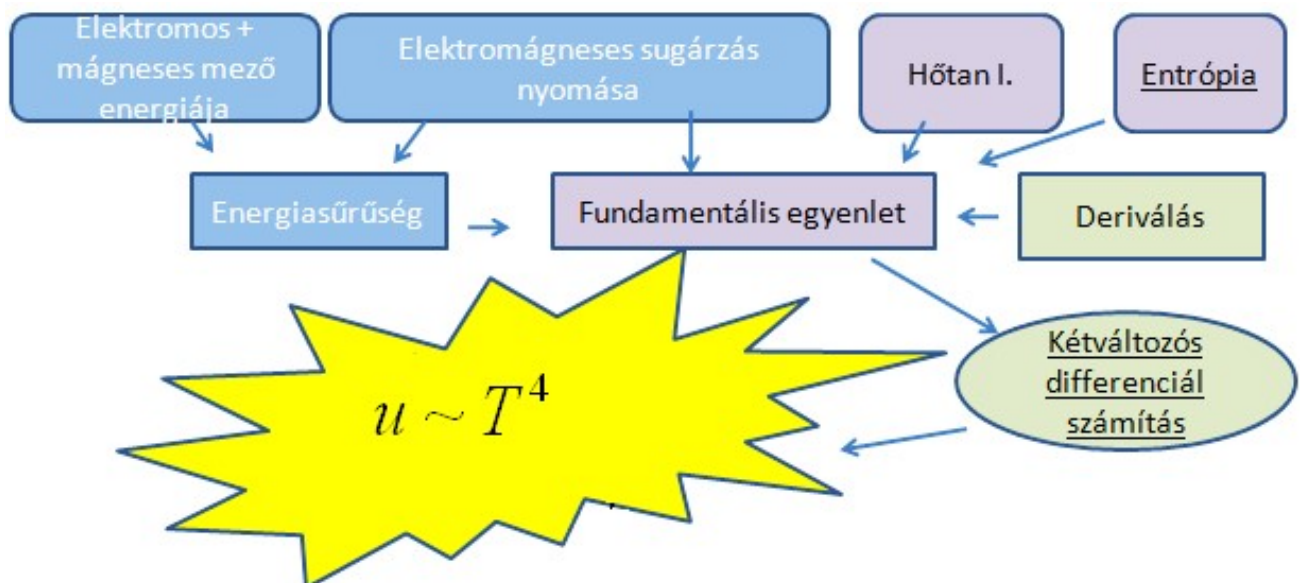 Elektromos +
mágneses mező
energiája
Elektromágneses sugárzás
nyomása
Hőtan I.
Entrópia
Energiasűrűség
Fundamentális egyenlet
Deriválás
Kétváltozós
differenciál
számítás
u ~ T⁴